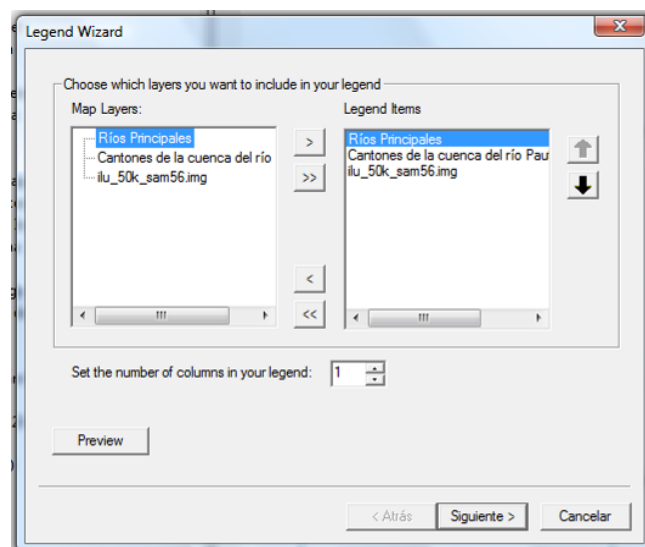 Legend Wizard
Choose which layers you want to include in your legend
Map Layers:
Legend Items
Ríos Principales
Cantones de la cuenca del río
ilu_50k_sam56.img
>
>>
<
<<
Ríos Principales
Cantones de la cuenca del río Pau
ilu_50k_sam56.img
Set the number of columns in your legend:
1
Preview
< Atrás
Siguiente >
Cancelar